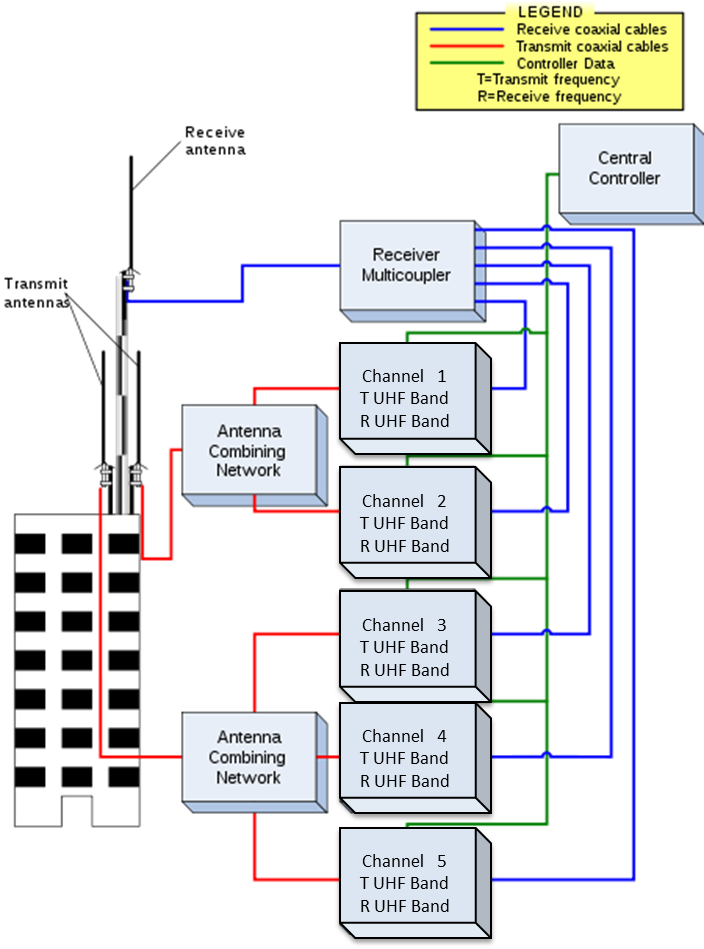 LEGEND
Receive coaxial cables
Transmit coaxial cables
Controller Data
T=Transmit frequency
R=Receive frequency
Receive
antenna
Central
Controller
Receiver
Multicoupler
Transmit
antennas
Channel 1
T UHF Band
R UHF Band
Antenna
Combining
Network
Channel 2
T UHF Band
R UHF Band
Channel 3
T UHF Band
R UHF Band
Antenna
Combining
Network
Channel 4
T UHF Band
R UHF Band
Channel 5
T UHF Band
R UHF Band